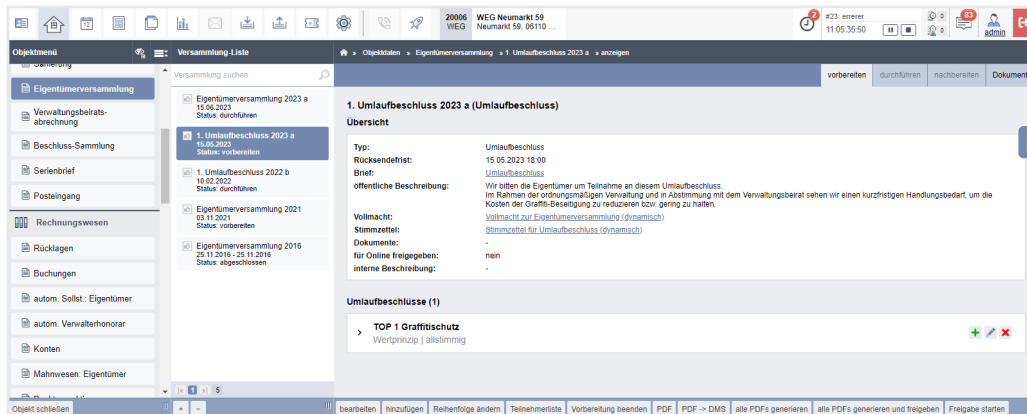 20006
WEG
WEG Neumarkt 59
Neumarkt 59, 06110 ...
2
#23: errerer
11:05:35:50
0
0
83
admin
12
Objektmenü
Versammlung-Liste
» Objektdaten » Eigentümerversammlung » 1. Umlaufbeschluss 2023 a » anzeigen
Sanierung
Eigentümerversammlung
Verwaltungsbeirats-
abrechnung
Beschluss-Sammlung
Serienbrief
Posteingang
Rechnungswesen
Rücklagen
Buchungen
autom. Sollst.: Eigentümer
autom. Verwalterhonorar
Konten
Mahnwesen: Eigentümer
Objekt schließen
Versammlung suchen
Eigentümerversammlung 2023 a
15.06.2023
Status: durchführen
1. Umlaufbeschluss 2023 a
15.05.2023
Status: vorbereiten
1. Umlaufbeschluss 2022 b
10.02.2022
Status: durchführen
Eigentümerversammlung 2021
03.11.2021
Status: vorbereiten
Eigentümerversammlung 2016
25.11.2016 - 25.11.2016
Status: abgeschlossen
1
5
+ -
vorbereiten durchführen nachbereiten Dokument
1. Umlaufbeschluss 2023 a (Umlaufbeschluss)
Übersicht
Typ: Umlaufbeschluss
Rücksendefrist: 15.05.2023 18:00
Brief: Umlaufbeschluss
öffentliche Beschreibung: Wir bitten die Eigentümer um Teilnahme an diesem Umlaufbeschluss.
Im Rahmen der ordnungsmäßigen Verwaltung und in Abstimmung mit dem Verwaltungsbeirat sehen wir einen kurzfristigen Handlungsbedarf, um die
Kosten der Graffiti-Beseitigung zu reduzieren bzw. gering zu halten.
Vollmacht: Vollmacht zur Eigentümerversammlung (dynamisch)
Stimmzettel: Stimmzettel für Umlaufbeschluss (dynamisch)
Dokumente: -
für Online freigegeben: nein
interne Beschreibung: -
Umlaufbeschlüsse (1)
TOP 1 Graffitischutz
Wertprinzip | allstimmig
bearbeiten hinzufügen Reihenfolge ändern Teilnehmerliste Vorbereitung beenden PDF PDF -> DMS alle PDFs generieren alle PDFs generieren und freigeben Freigabe starten